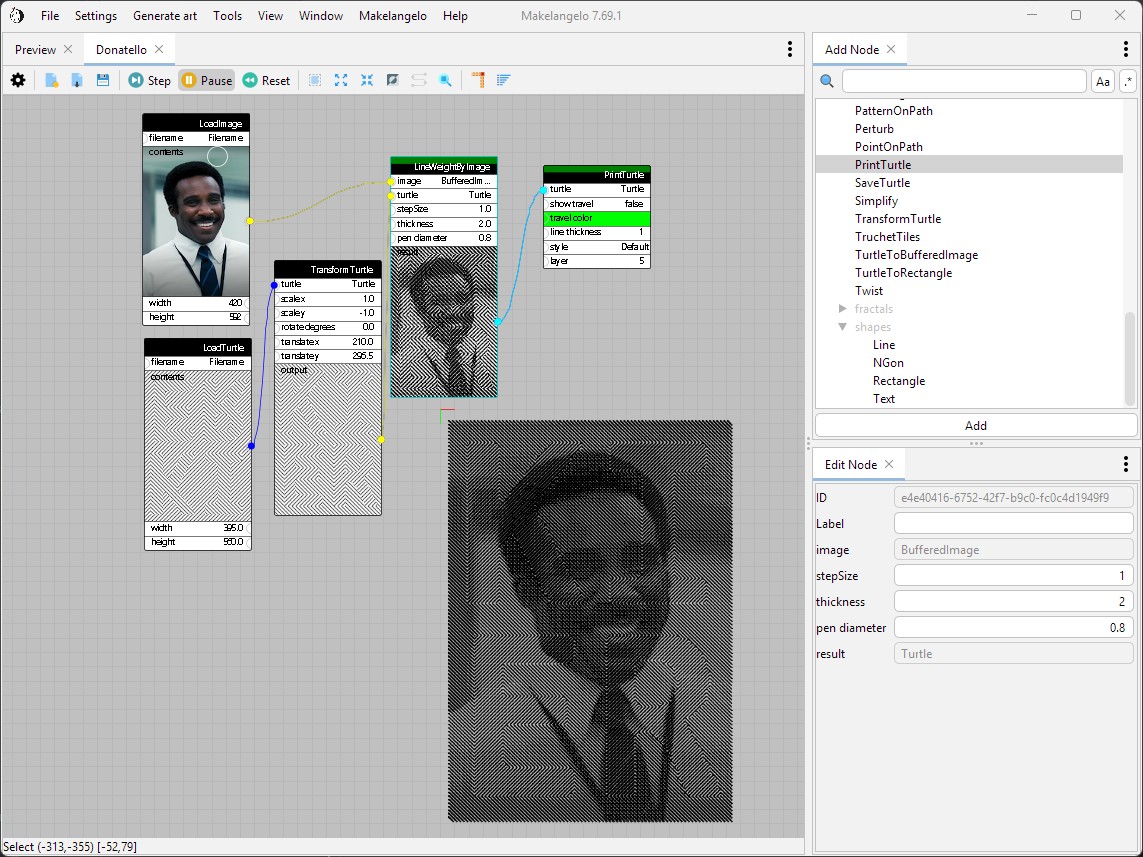 File Settings Generate art Tools View Window Makelangelo Help Makelangelo 7.69.1
Preview Donatello
Step Pause Reset
LoadImage
filename Filename
contents
width 420
height 592
LoadTurtle
filename Filename
contents
width 395.0
height 550.0
TransformTurtle
turtle Turtle
scalex 1.0
scaley -1.0
rotatedegrees 0.0
translatex 210.0
translatey 296.5
output
LineWeightByImage
image BufferedIm...
turtle Turtle
stepSize 1.0
thickness 2.0
pen diameter 0.8
result
PrintTurtle
turtle Turtle
show travel false
travel color
line thickness 1
style Default
layer 5
Select (-313,-355) [-52,79]
Add Node
Aa .*
PatternOnPath
Perturb
PointOnPath
PrintTurtle
SaveTurtle
Simplify
TransformTurtle
TruchetTiles
TurtleToBufferedImage
TurtleToRectangle
Twist
fractals
shapes
Line
NGon
Rectangle
Text
Add
Edit Node
ID e4e40416-6752-42f7-b9c0-fc0c4d1949f9
Label
image BufferedImage
stepSize 1
thickness 2
pen diameter 0.8
result Turtle